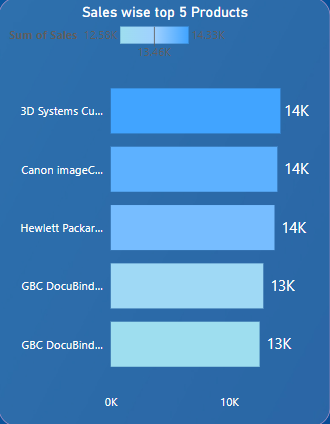 Sales wise top 5 Products
Sum of Sales
3D Systems Cu... 14K
Canon imageC... 14K
Hewlett Packar... 14K
GBC DocuBind... 13K
GBC DocuBind... 13K
0K 10K